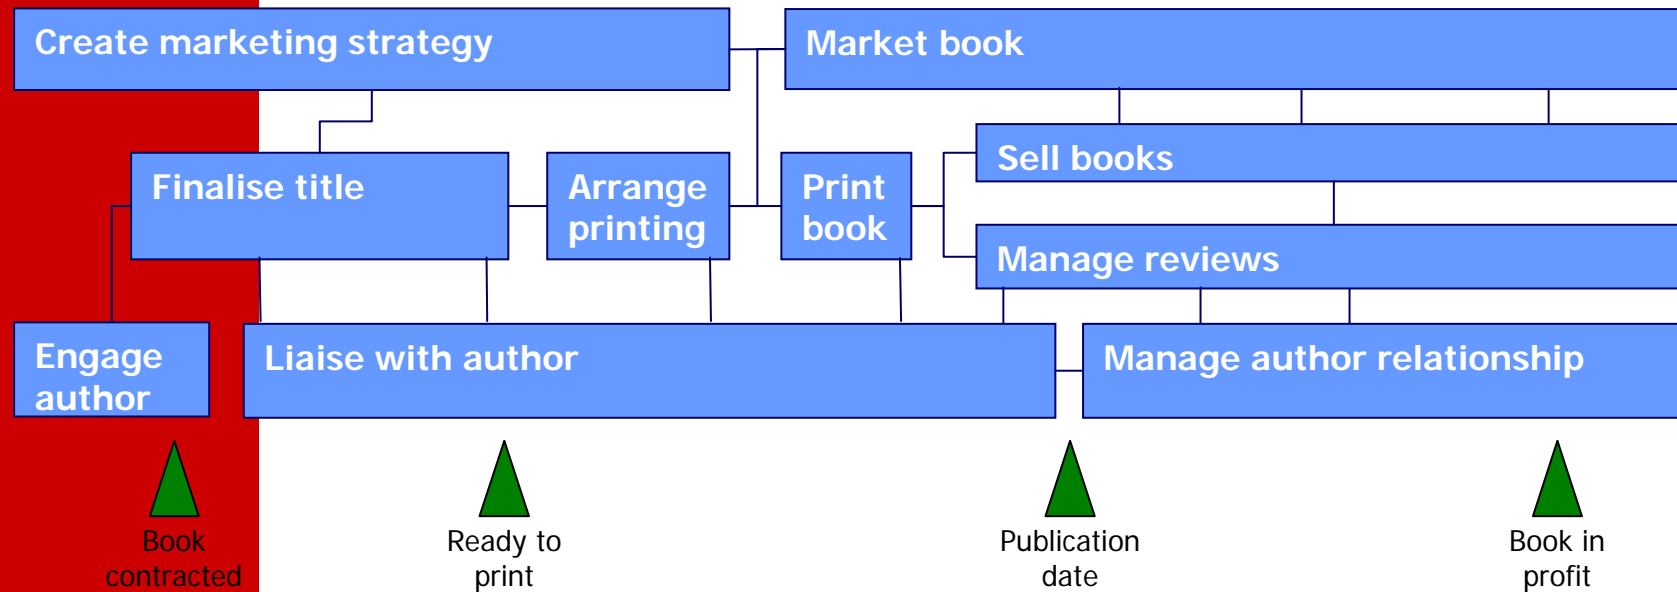 Create marketing strategy
Market book
Sell books
Finalise title
Arrange
printing
Print
book
Manage reviews
Engage
author
Liaise with author
Manage author relationship
Book
contracted
Ready to
print
Publication
date
Book in
profit